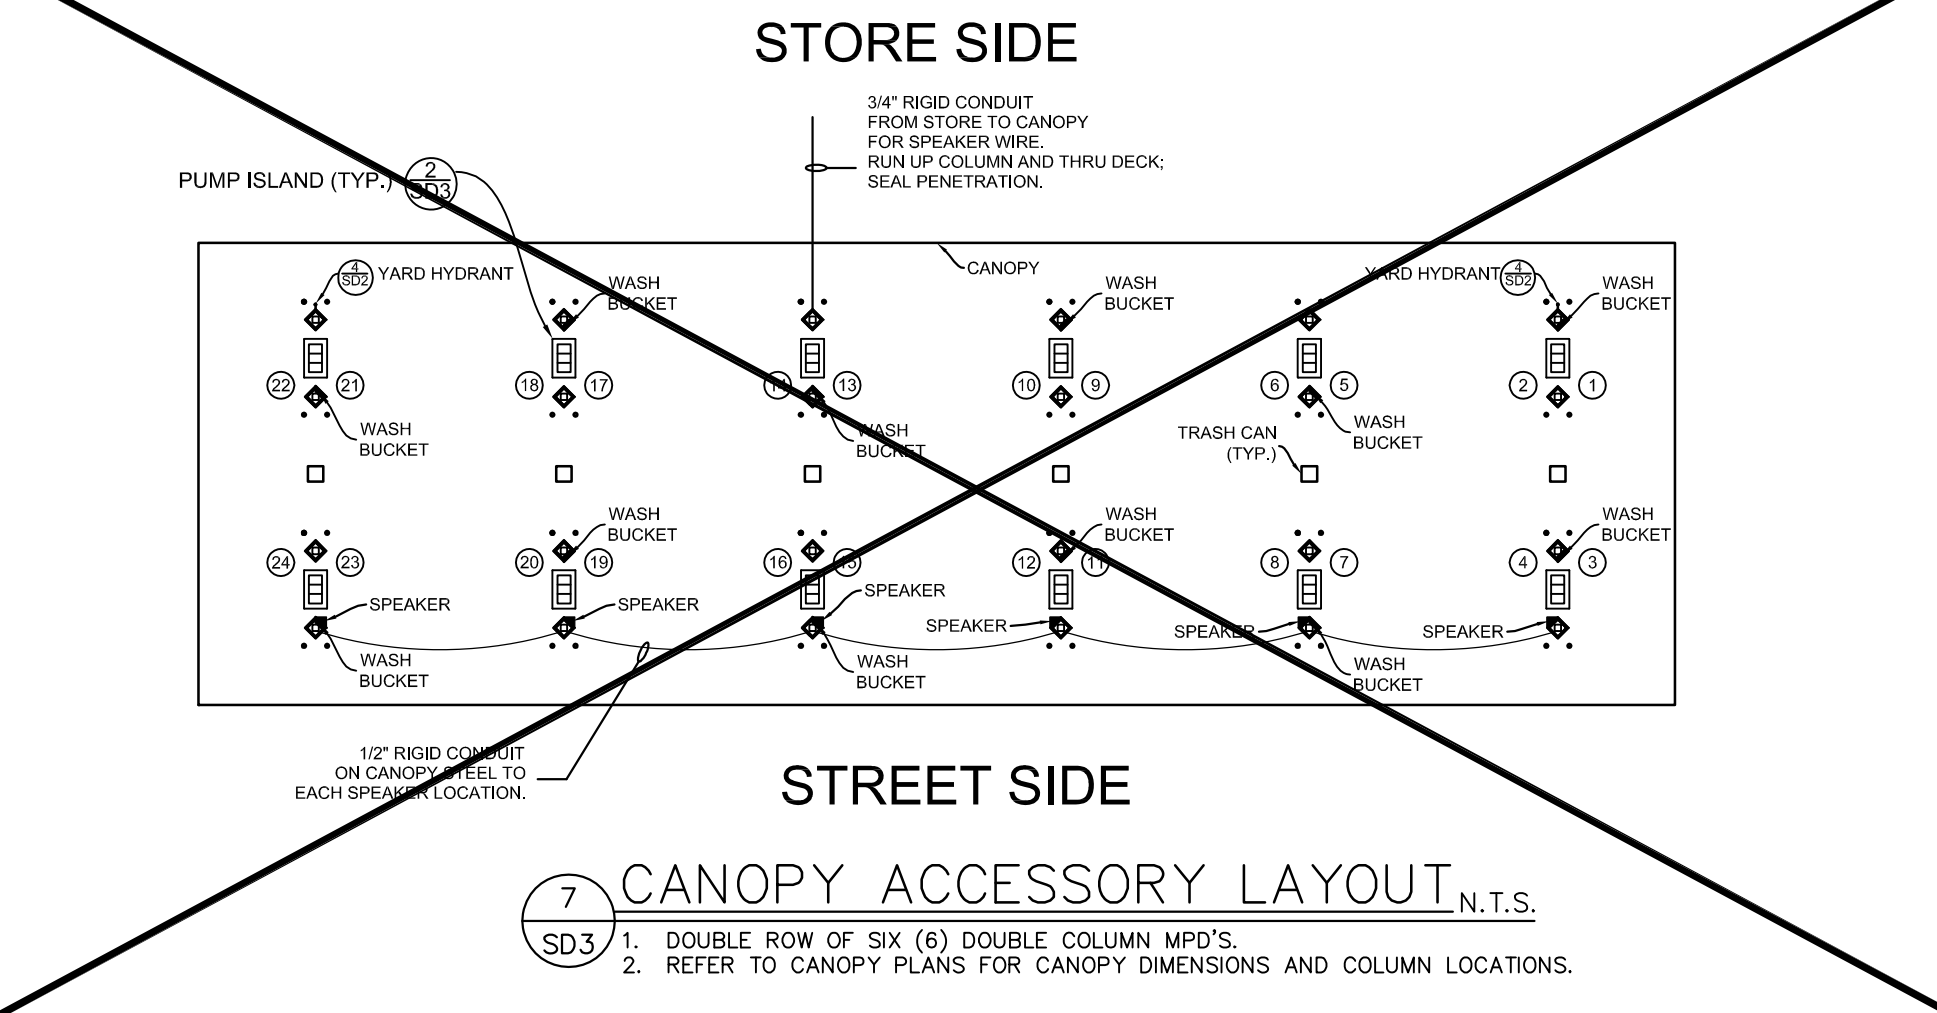 STORE SIDE
3/4" RIGID CONDUIT
FROM STORE TO CANOPY
FOR SPEAKER WIRE.
RUN UP COLUMN AND THRU DECK;
SEAL PENETRATION.
PUMP ISLAND (TYP.)
2
SD3
CANOPY
4
SD2
YARD HYDRANT
WASH
BUCKET
WASH
BUCKET
YARD HYDRANT
4
SD2
WASH
BUCKET
22
21
18
17
14
13
10
9
6
5
2
1
WASH
BUCKET
WASH
BUCKET
TRASH CAN
(TYP.)
WASH
BUCKET
WASH
BUCKET
WASH
BUCKET
WASH
BUCKET
24
23
20
19
16
15
12
11
8
7
4
3
SPEAKER
SPEAKER
SPEAKER
SPEAKER
SPEAKER
SPEAKER
WASH
BUCKET
WASH
BUCKET
WASH
BUCKET
1/2" RIGID CONDUIT
ON CANOPY STEEL TO
EACH SPEAKER LOCATION.
STREET SIDE
7
SD3
CANOPY ACCESSORY LAYOUT N.T.S.
1. DOUBLE ROW OF SIX (6) DOUBLE COLUMN MPD'S.
2. REFER TO CANOPY PLANS FOR CANOPY DIMENSIONS AND COLUMN LOCATIONS.